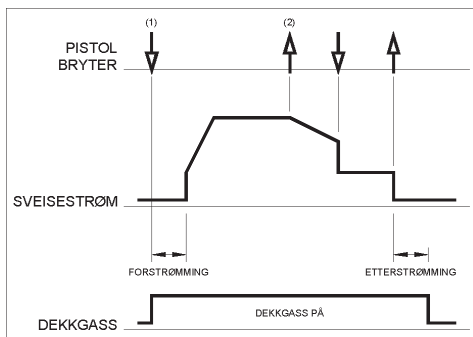 (1)
(2)
PISTOL
BRYTER
SVEISESTRØM
FORSTRØMMING
ETTERSTRØMMING
DEKKGASS PÅ
DEKKGASS